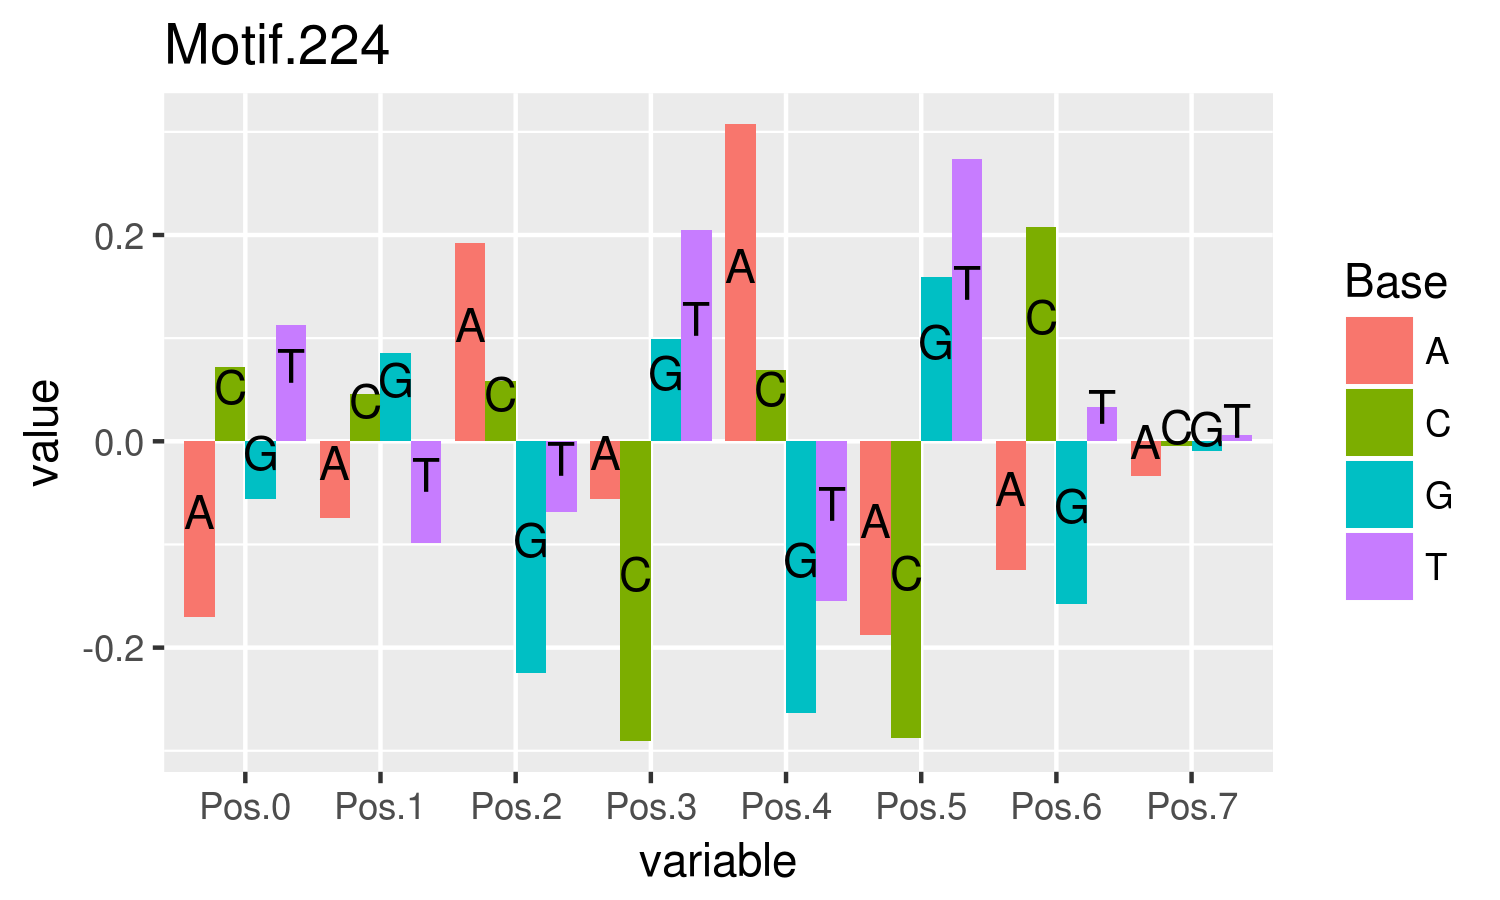 Motif.224
value
0.2
0.0
-0.2
A C G T
A C G T
A C G T
A C G T
A C G T
A C G T
A C G T
A C G T
Pos.0 Pos.1 Pos.2 Pos.3 Pos.4 Pos.5 Pos.6 Pos.7
variable
Base
A
C
G
T